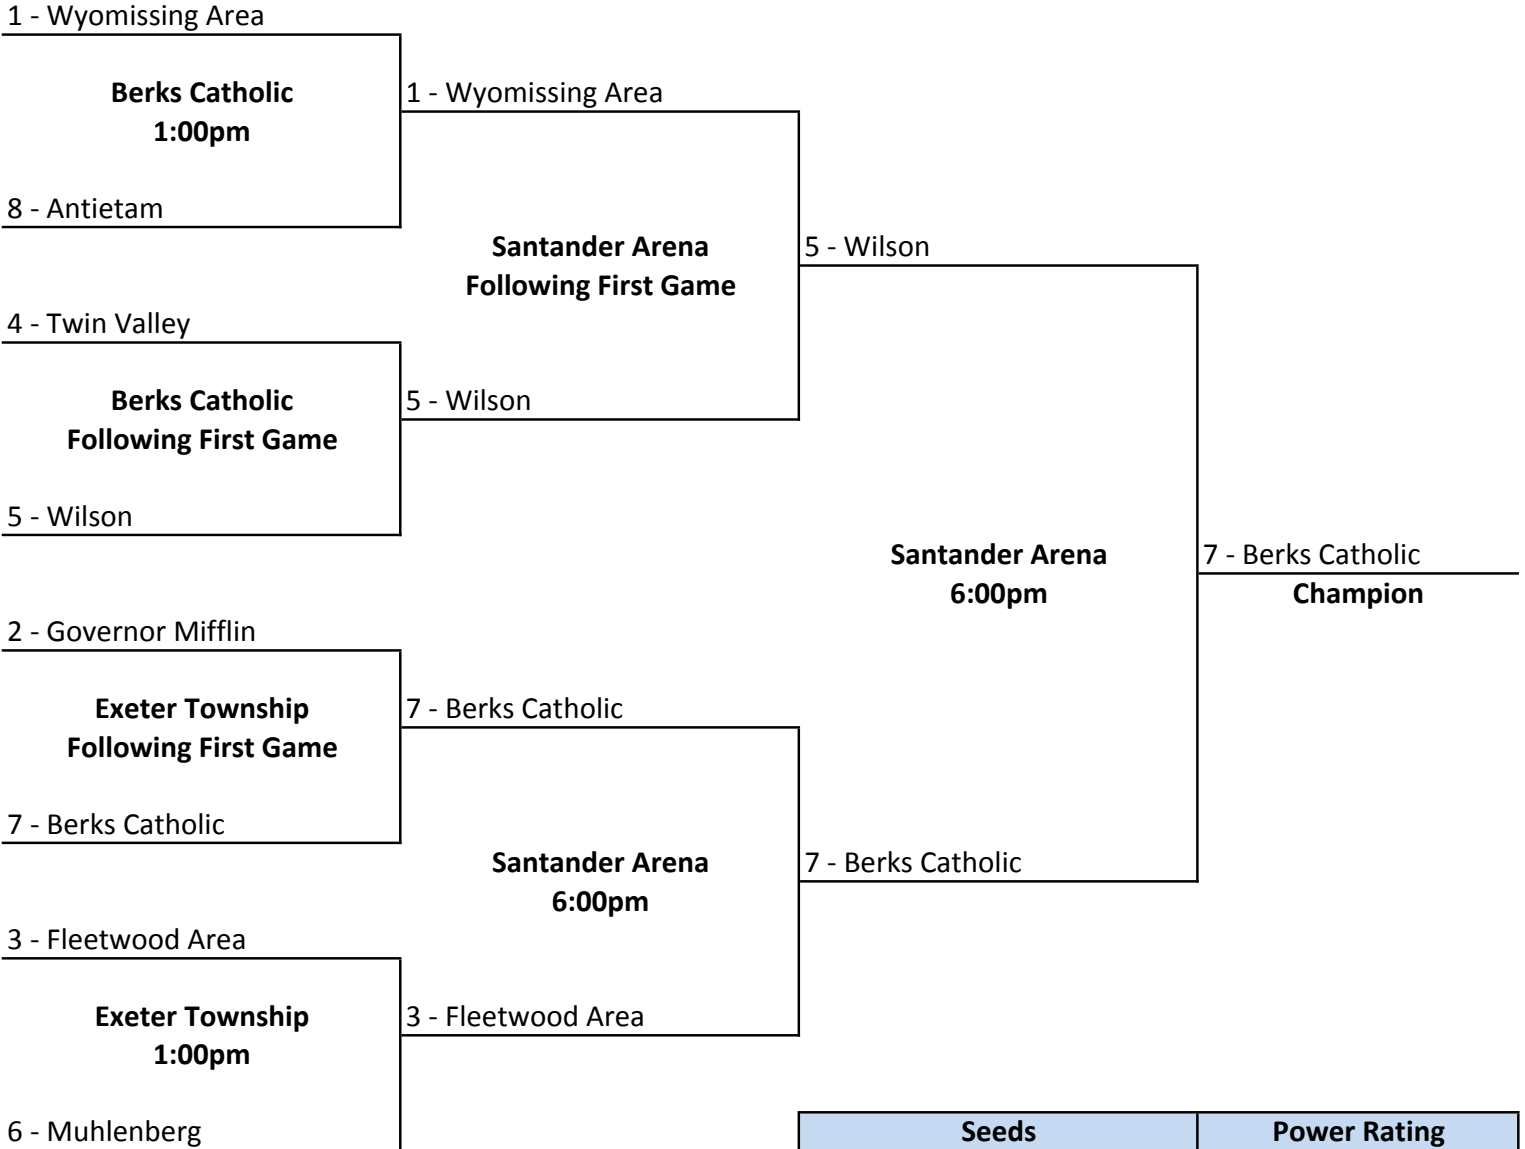 1 - Wyomissing Area
Berks Catholic
1:00pm
8 - Antietam
4 - Twin Valley
Berks Catholic
Following First Game
5 - Wilson
2 - Governor Mifflin
Exeter Township
Following First Game
7 - Berks Catholic
3 - Fleetwood Area
Exeter Township
1:00pm
6 - Muhlenberg
1 - Wyomissing Area
Santander Arena
Following First Game
5 - Wilson
7 - Berks Catholic
Santander Arena
6:00pm
3 - Fleetwood Area
5 - Wilson
Santander Arena
6:00pm
7 - Berks Catholic
7 - Berks Catholic
Champion
Seeds
Power Rating